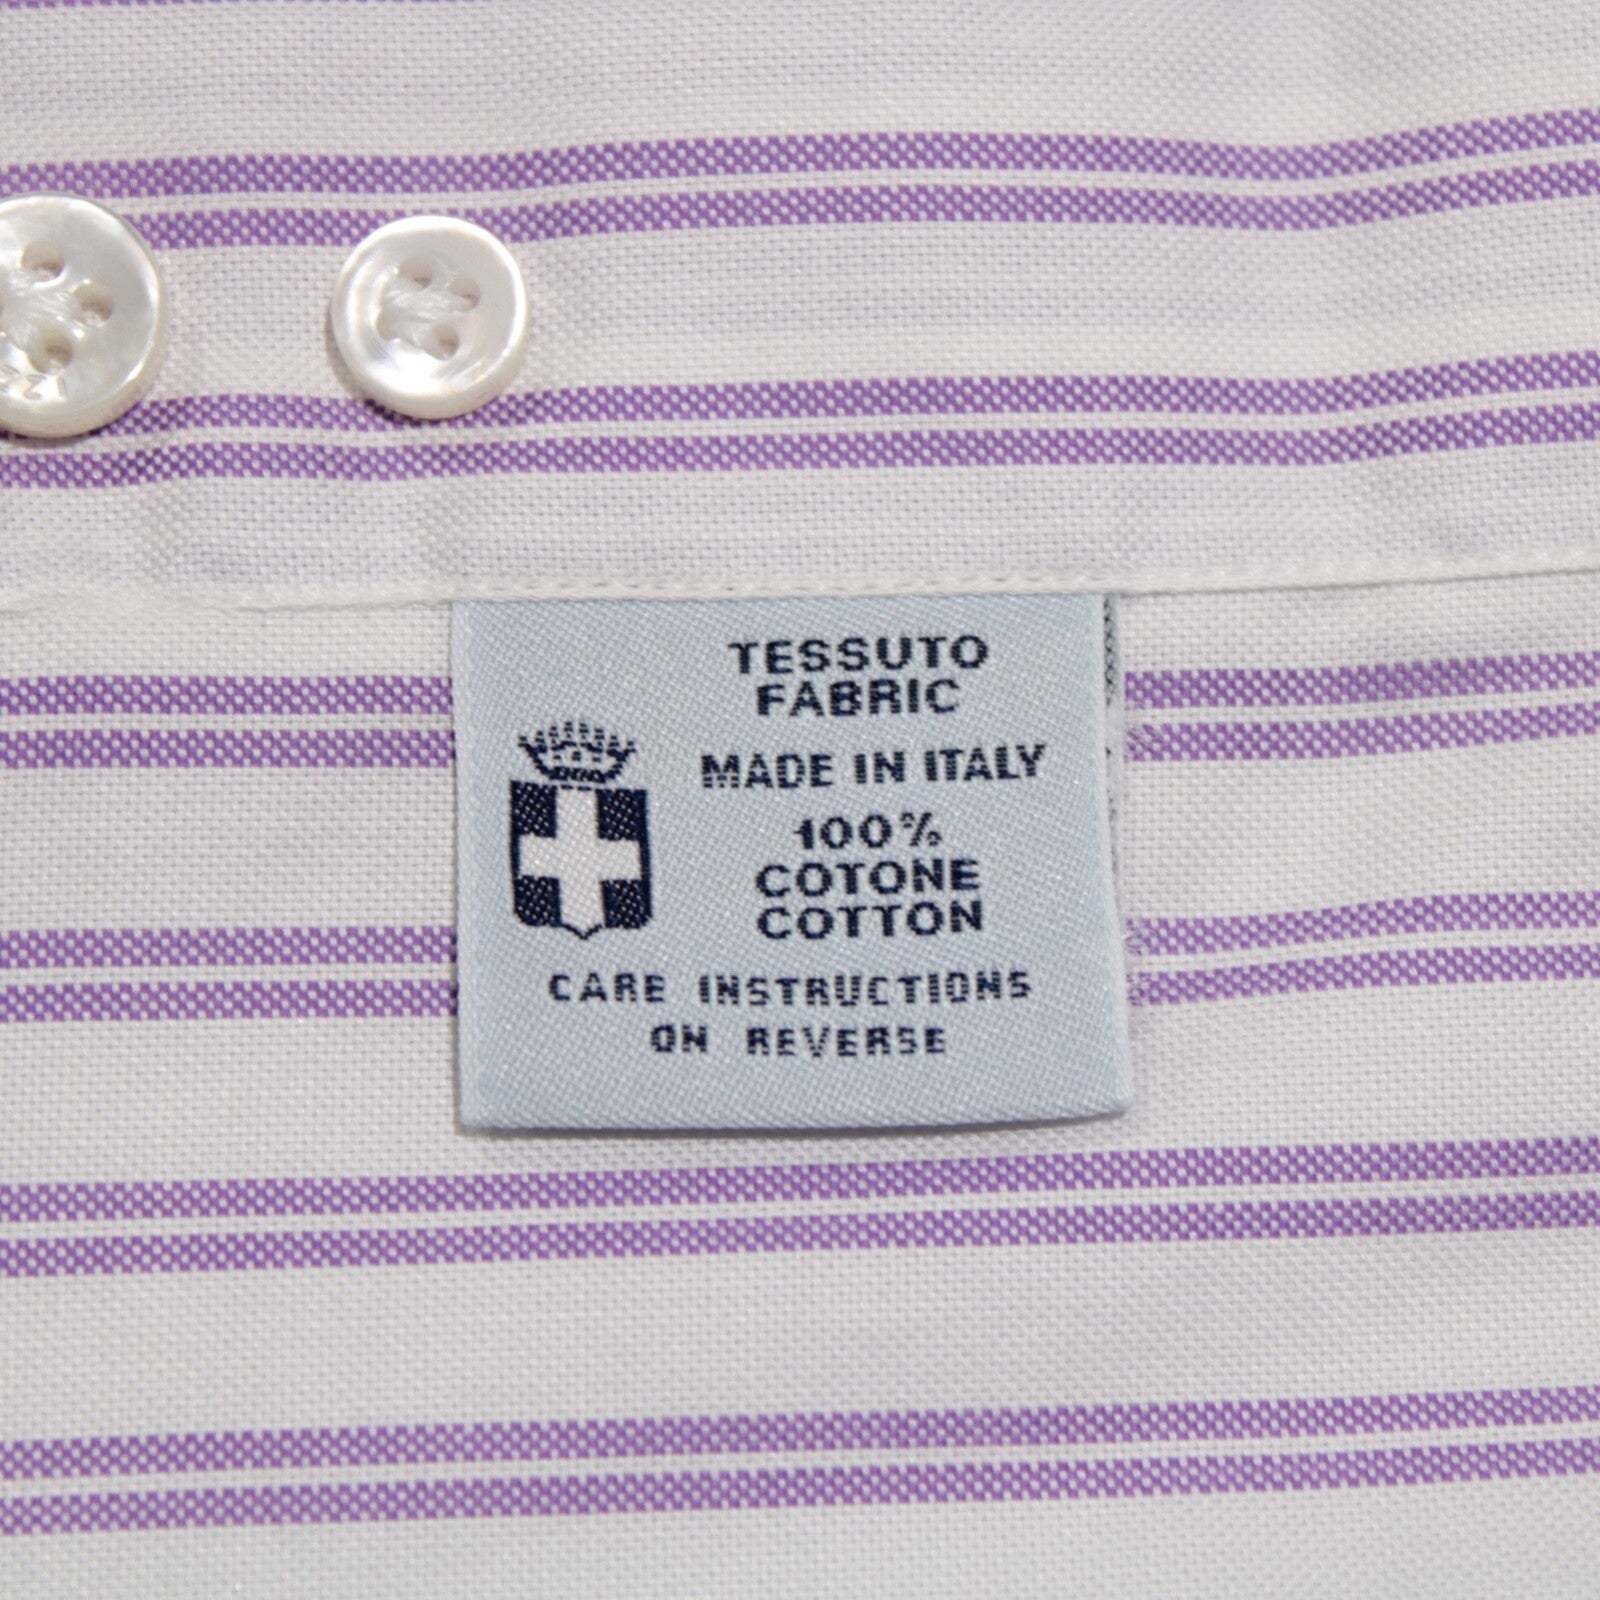 TESSUTO
FABRIC
MADE IN ITALY
100%
COTONE
COTTON
CARE INSTRUCTIONS
ON REVERSE